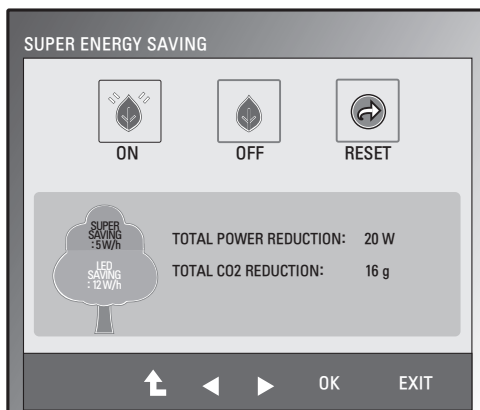 SUPER ENERGY SAVING
ON OFF RESET
SUPER
SAVING
:5W/h
LED
SAVING
:12W/h
TOTAL POWER REDUCTION: 20 W
TOTAL CO2 REDUCTION: 16 g
OK EXIT